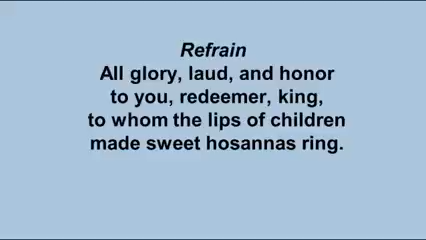 Refrain
All glory, laud, and honor
to you, redeemer, king,
to whom the lips of children
made sweet hosannas ring.